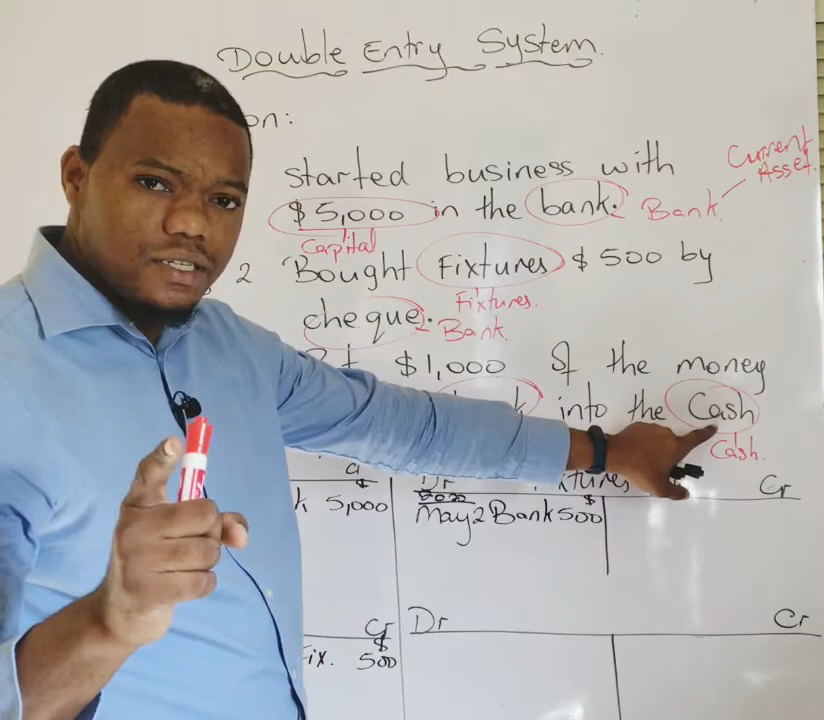 Double Entry System.
on:
started business with
Current
Asset.
$5,000 in the bank. Bank
Capital
2 Bought Fixtures $500 by
Fixtures.
cheque. Bank.
$1,000 of the money
into the Cash
Cash.
Dr ixtures Cr
$ $
2020
k 5,000 May 2 Bank 500
Cr Dr Cr
$
Fix. 500